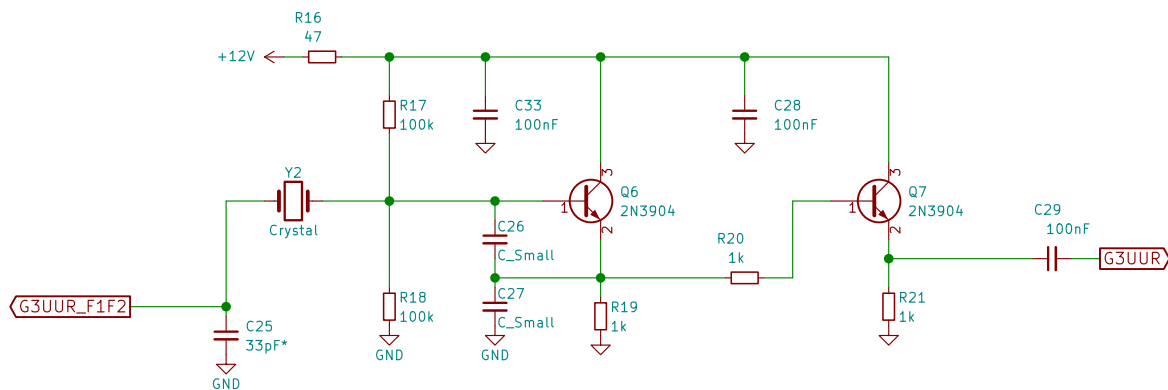 R16
47
+12V
R17
100k
C33
100nF
C28
100nF
Y2
Crystal
3
Q6
2N3904
1
2
3
Q7
2N3904
1
2
C26
C_Small
R20
1k
C29
100nF
G3UUR
G3UUR_F1F2
C25
33pF*
GND
R18
100k
GND
C27
C_Small
GND
R19
1k
R21
1k